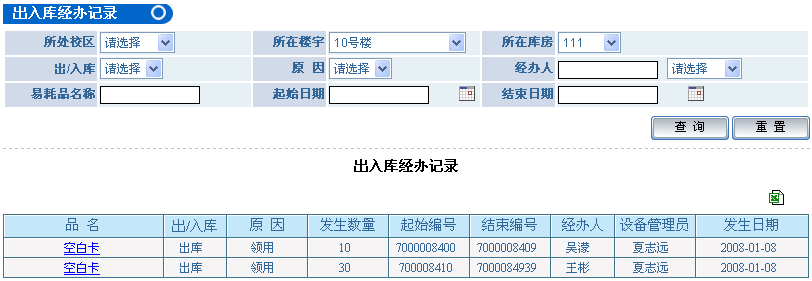 出入库经办记录
所处校区 请选择 所在楼宇 10号楼 所在库房 111
出/入库 请选择 原 因 请选择 经办人 请选择
易耗品名称 起始日期 结束日期
查 询 重 置
出入库经办记录
品 名 出/入库 原 因 发生数量 起始编号 结束编号 经办人 设备管理员 发生日期
空白卡 出库 领用 10 7000008400 7000008409 吴濛 夏志远 2008-01-08
空白卡 出库 领用 30 700008410 7000084939 王彬 夏志远 2008-01-08